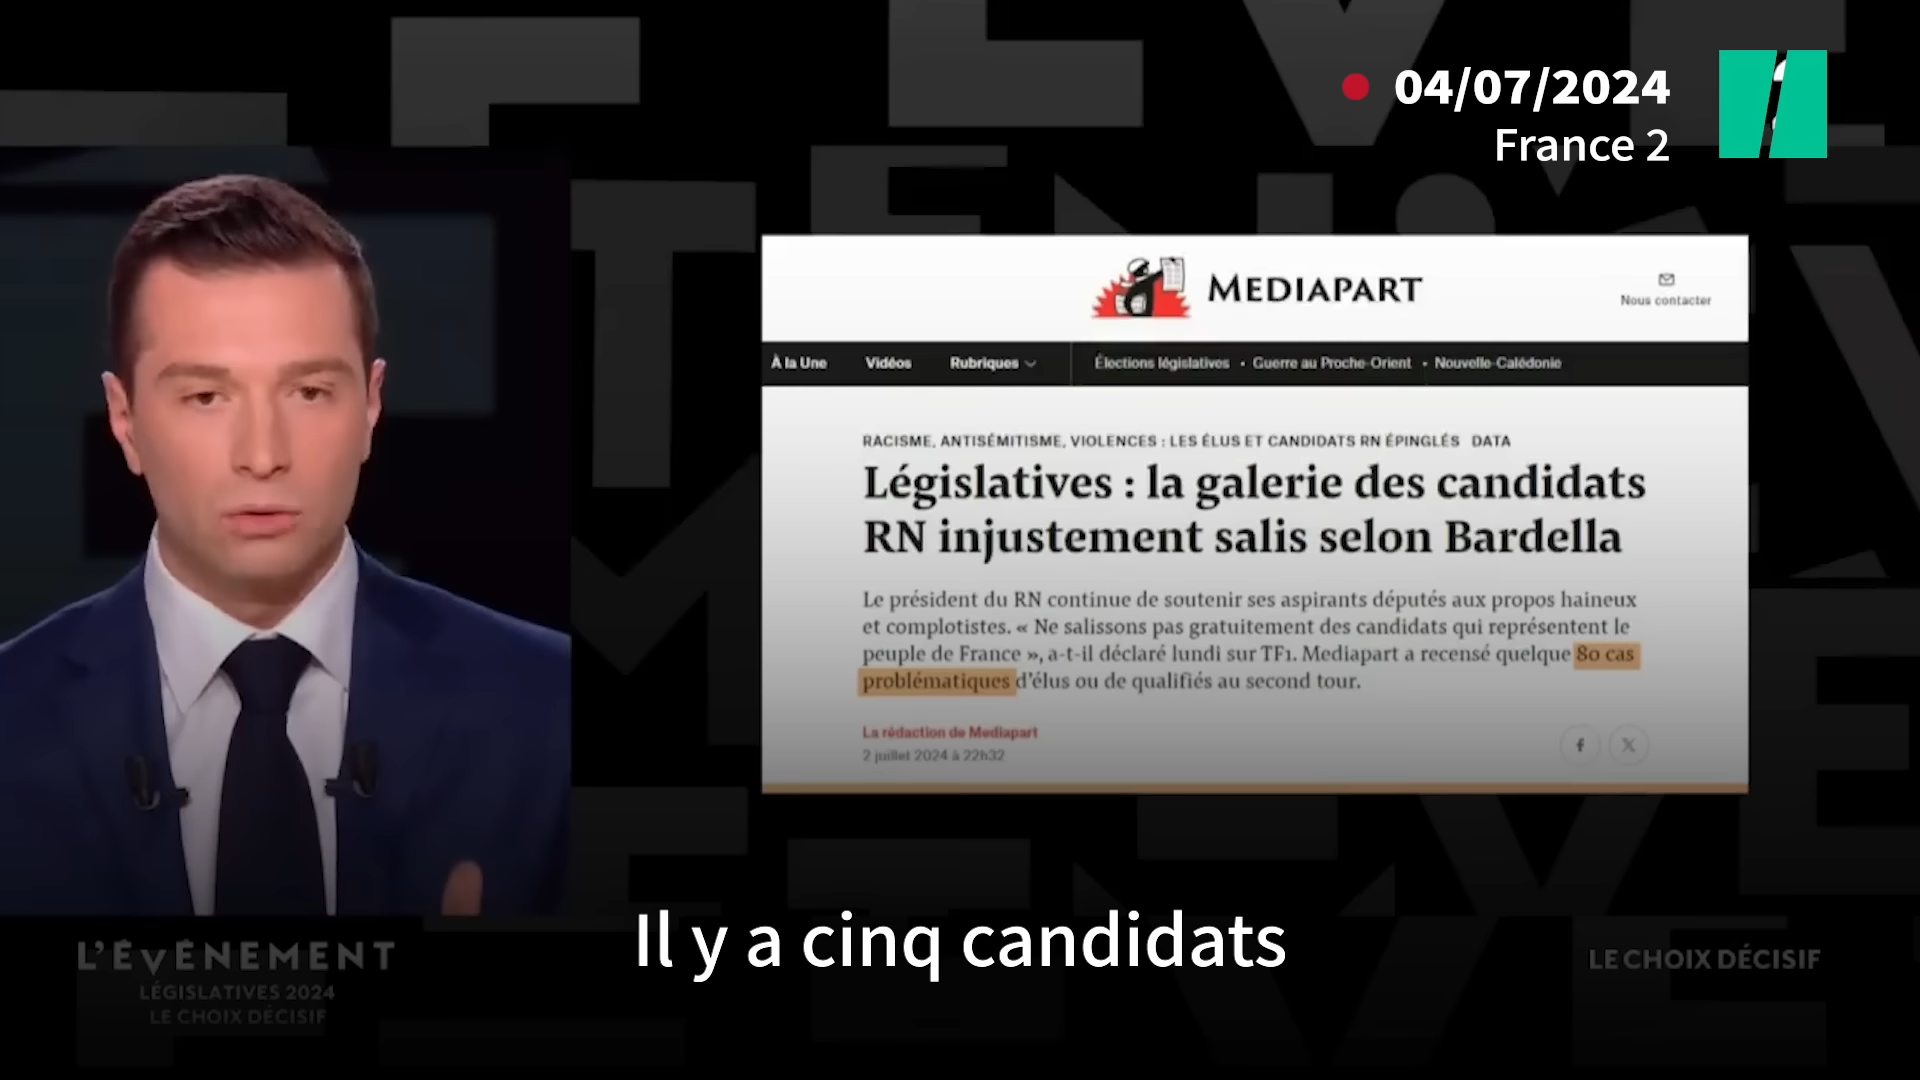 04/07/2024
France 2
MEDIAPART
Nous contacter
À la Une Vidéos Rubriques Élections législatives • Guerre au Proche-Orient • Nouvelle-Calédonie
RACISME, ANTISÉMITISME, VIOLENCES : LES ÉLUS ET CANDIDATS RN ÉPINGLÉS DATA
Législatives : la galerie des candidats
RN injustement salis selon Bardella
Le président du RN continue de soutenir ses aspirants députés aux propos haineux
et complotistes. « Ne salissons pas gratuitement des candidats qui représentent le
peuple de France », a-t-il déclaré lundi sur TF1. Mediapart a recensé quelque 80 cas
problématiques d'élus ou de qualifiés au second tour.
La rédaction de Mediapart
2 juillet 2024 à 22h32
Il y a cinq candidats
L'ÉVÉNEMENT
LÉGISLATIVES 2024
LE CHOIX DÉCISIF
LE CHOIX DÉCISIF